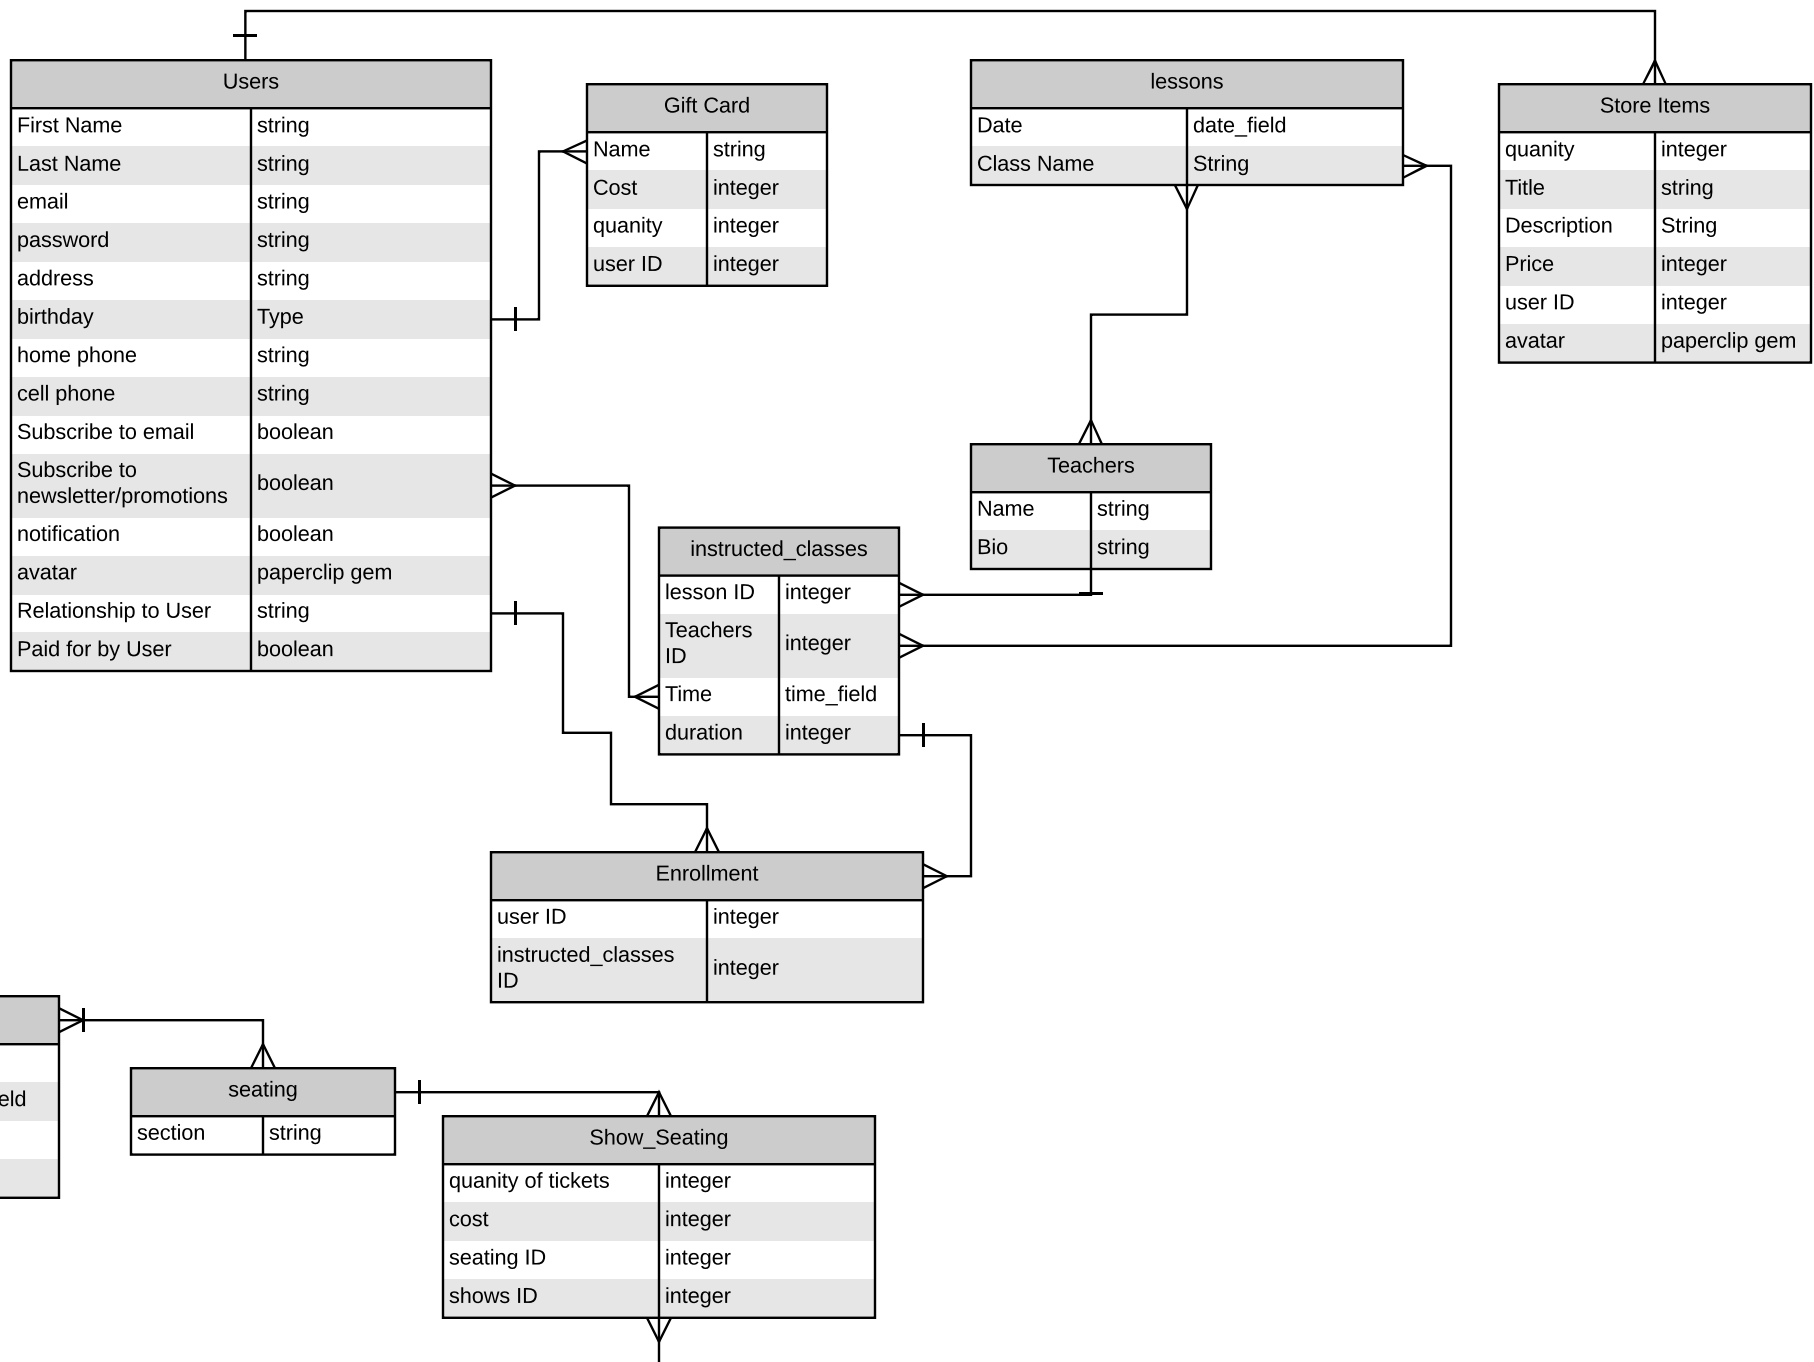 Users
First Name string
Last Name string
email string
password string
address string
birthday Type
home phone string
cell phone string
Subscribe to email boolean
Subscribe to
newsletter/promotions boolean
notification boolean
avatar paperclip gem
Relationship to User string
Paid for by User boolean
Gift Card
Name string
Cost integer
quanity integer
user ID integer
lessons
Date date_field
Class Name String
Store Items
quanity integer
Title string
Description String
Price integer
user ID integer
avatar paperclip gem
Teachers
Name string
Bio string
instructed_classes
lesson ID integer
Teachers
ID integer
Time time_field
duration integer
Enrollment
user ID integer
instructed_classes
ID integer
eld
seating
section string
Show_Seating
quanity of tickets integer
cost integer
seating ID integer
shows ID integer